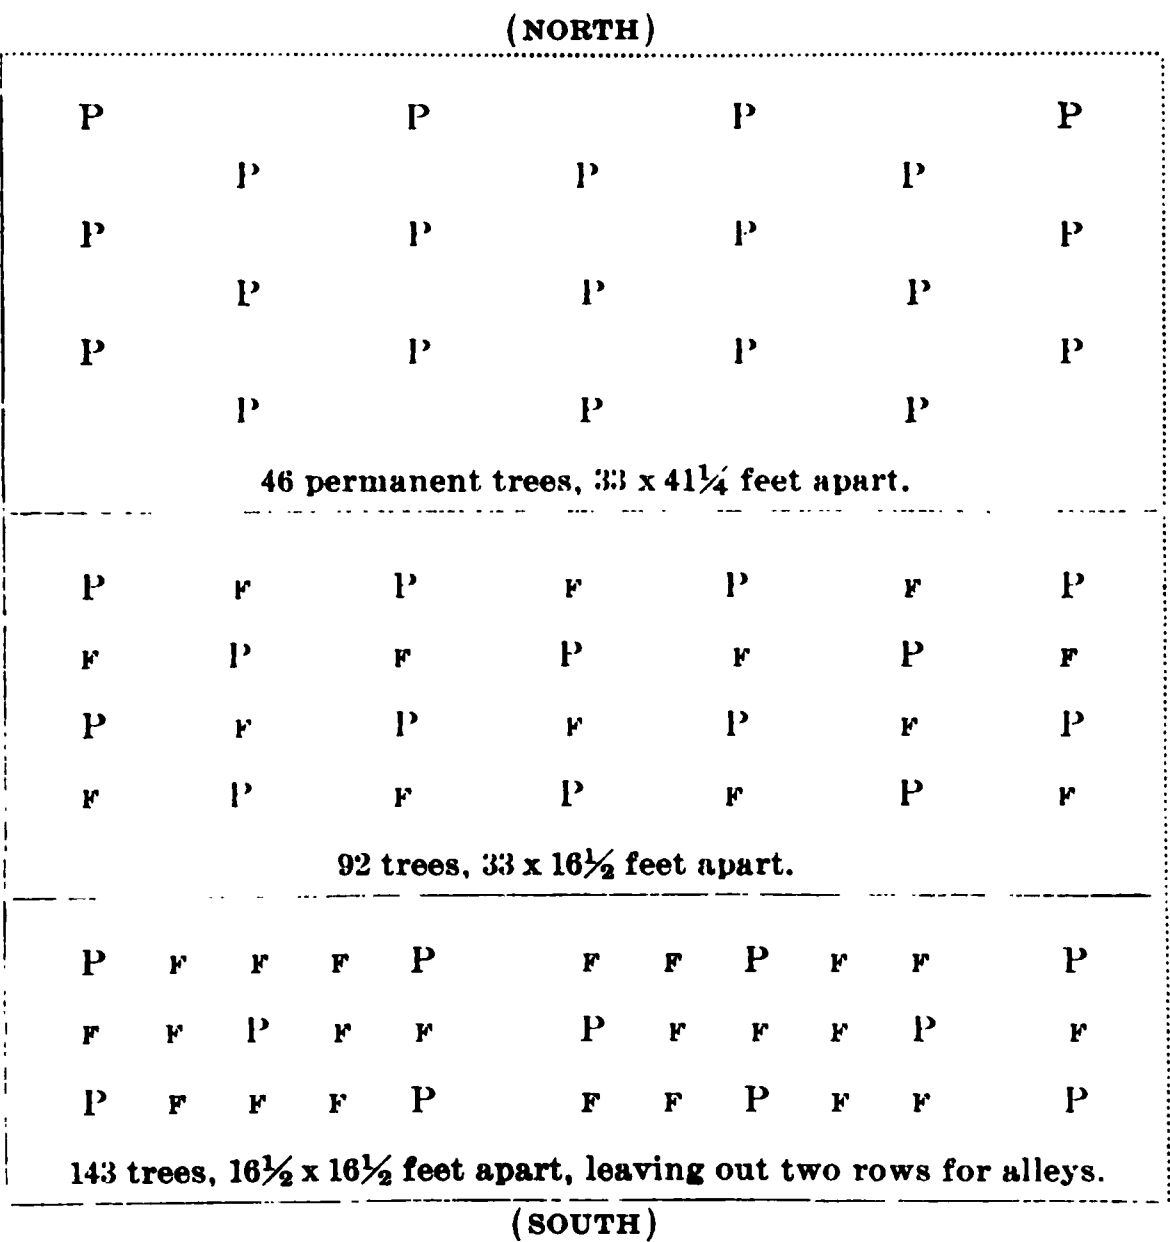 (NORTH)
P P P P
P P P
P P P P
P P P
P P P P
P P P
46 permanent trees, 33 x 41¼ feet apart.
P F P F P F P
F P F P F P F
P F P F P F P
F P F P F P F
92 trees, 33 x 16½ feet apart.
P F F F P F F P F F P
F F P F F P F F F P F
P F F F P F F P F F P
143 trees, 16½ x 16½ feet apart, leaving out two rows for alleys.
(SOUTH)